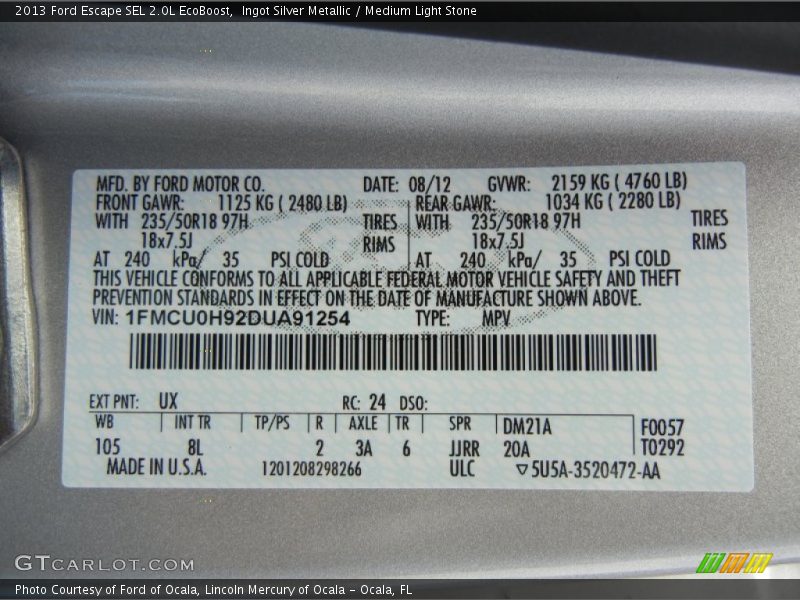 2013 Ford Escape SEL 2.0L EcoBoost, Ingot Silver Metallic / Medium Light Stone
MFD. BY FORD MOTOR CO. DATE: 08/12 GVWR: 2159 KG ( 4760 LB)
FRONT GAWR: 1125 KG ( 2480 LB) REAR GAWR: 1034 KG ( 2280 LB)
WITH 235/50R18 97H TIRES WITH 235/50R18 97H TIRES
18x7.5J RIMS 18x7.5J RIMS
AT 240 kPa/ 35 PSI COLD AT 240 kPa/ 35 PSI COLD
THIS VEHICLE CONFORMS TO ALL APPLICABLE FEDERAL MOTOR VEHICLE SAFETY AND THEFT
PREVENTION STANDARDS IN EFFECT ON THE DATE OF MANUFACTURE SHOWN ABOVE.
VIN: 1FMCU0H92DUA91254 TYPE: MPV
EXT PNT: UX RC: 24 DSO:
WB INT TR TP/PS R AXLE TR SPR DM21A F0057
105 8L 2 3A 6 JJRR 20A T0292
MADE IN U.S.A. 1201208298266 ULC 5U5A-3520472-AA
GTCARLOT.COM
Photo Courtesy of Ford of Ocala, Lincoln Mercury of Ocala – Ocala, FL